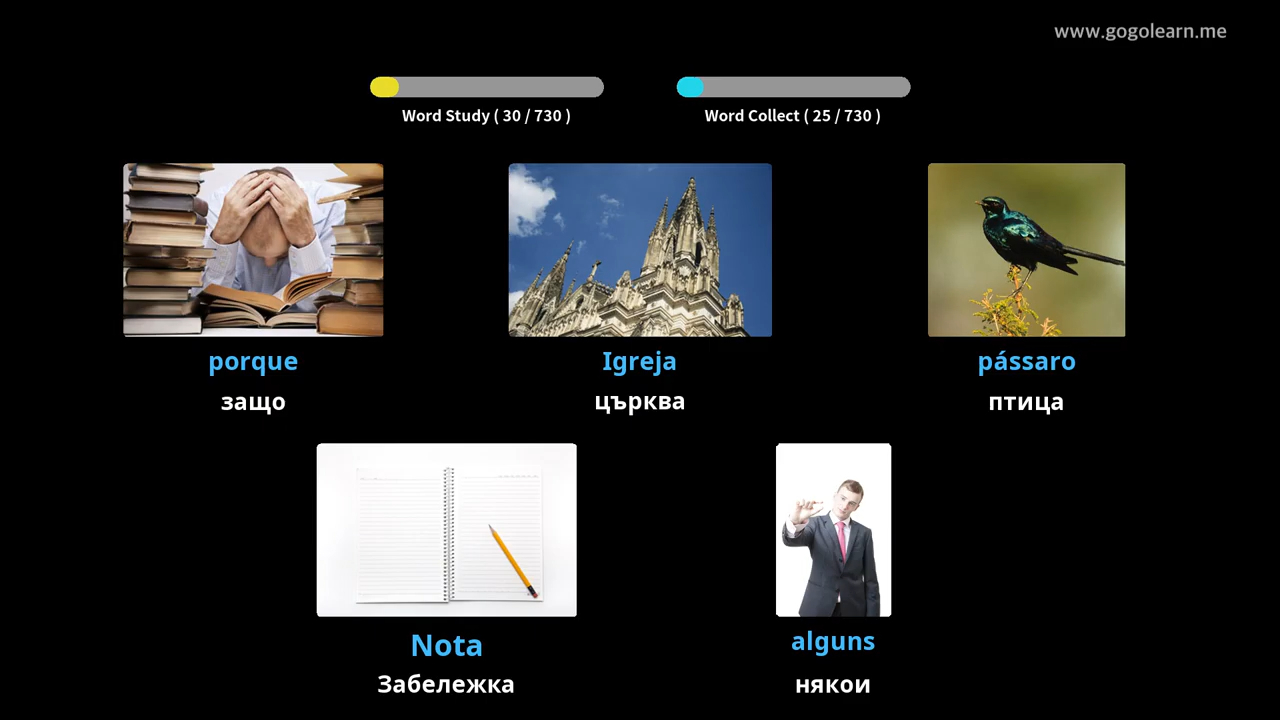 www.gogolearn.me
Word Study ( 30 / 730 )
Word Collect ( 25 / 730 )
porque
защо
Igreja
църква
pássaro
птица
Nota
Забележка
alguns
някои